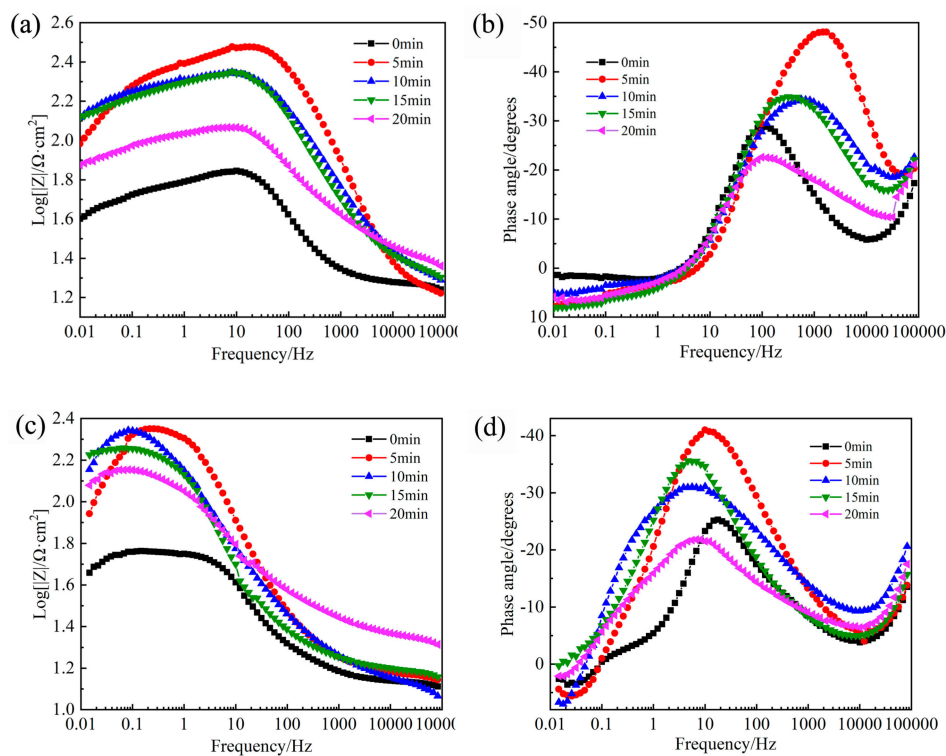 (a)
2.6
2.4
2.2
2.0
1.8
1.6
1.4
1.2
Log[|Z|/Ω·cm²]
0min
5min
10min
15min
20min
0.01 0.1 1 10 100 1000 10000 10000
Frequency/Hz
(b)
-50
-40
-30
-20
-10
0
10
Phase angle/degrees
0min
5min
10min
15min
20min
0.01 0.1 1 10 100 1000 10000 100000
Frequency/Hz
(c)
2.4
2.2
2.0
1.8
1.6
1.4
1.2
1.0
Log[|Z|/Ω·cm²]
0min
5min
10min
15min
20min
0.01 0.1 1 10 100 1000 10000 100000
Frequency/Hz
(d)
-40
-30
-20
-10
0
Phase angle/degrees
0min
5min
10min
15min
20min
0.01 0.1 1 10 100 1000 10000 100000
Frequency/Hz